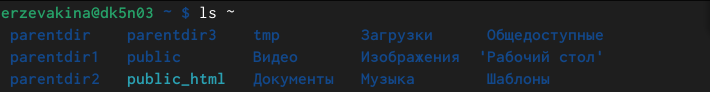 erzevakina@dk5n03 ~ $ ls ~
parentdir parentdir3 tmp Загрузки Общедоступные
parentdir1 public Видео Изображения 'Рабочий стол'
parentdir2 public_html Документы Музыка Шаблоны